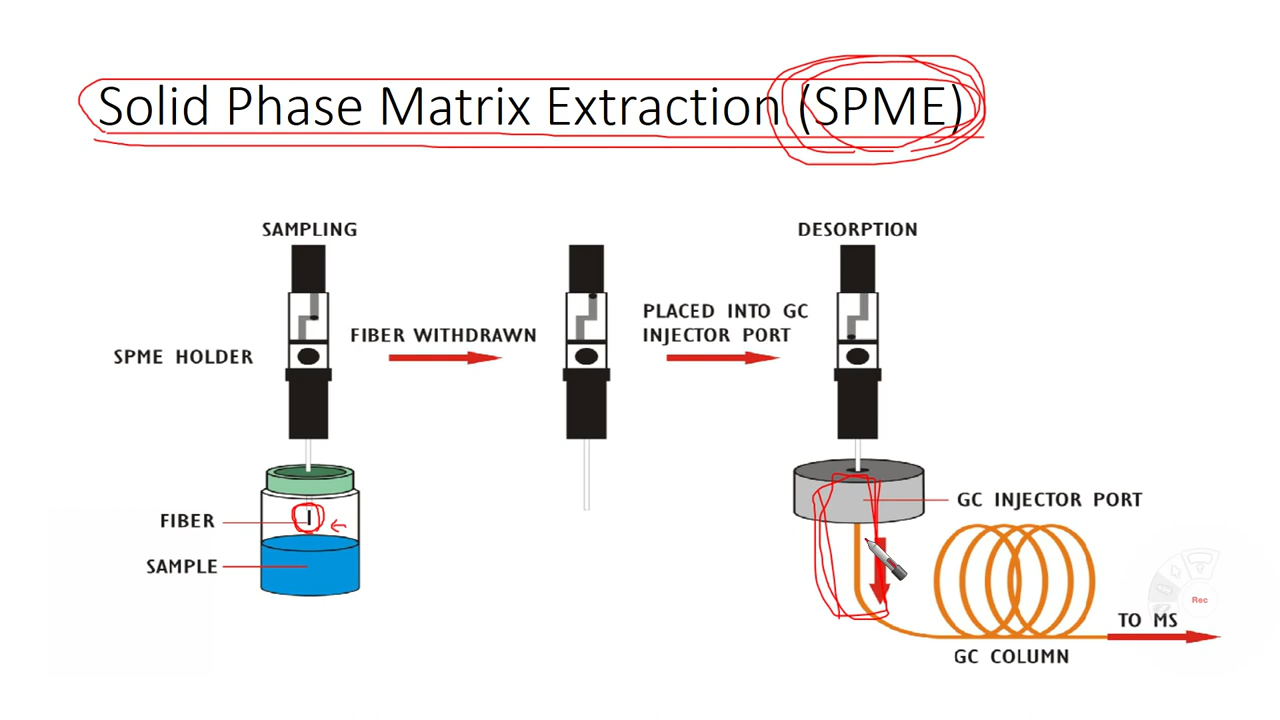 Solid Phase Matrix Extraction (SPME)
SAMPLING
DESORPTION
PLACED INTO GC
INJECTOR PORT
FIBER WITHDRAWN
SPME HOLDER
GC INJECTOR PORT
FIBER
SAMPLE
Rec
TO MS
GC COLUMN